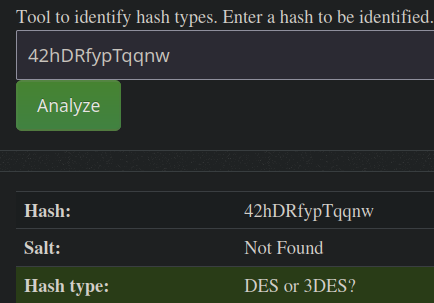 Tool to identify hash types. Enter a hash to be identified.
42hDRfypTqqnw
Analyze
Hash: 42hDRfypTqqnw
Salt: Not Found
Hash type: DES or 3DES?